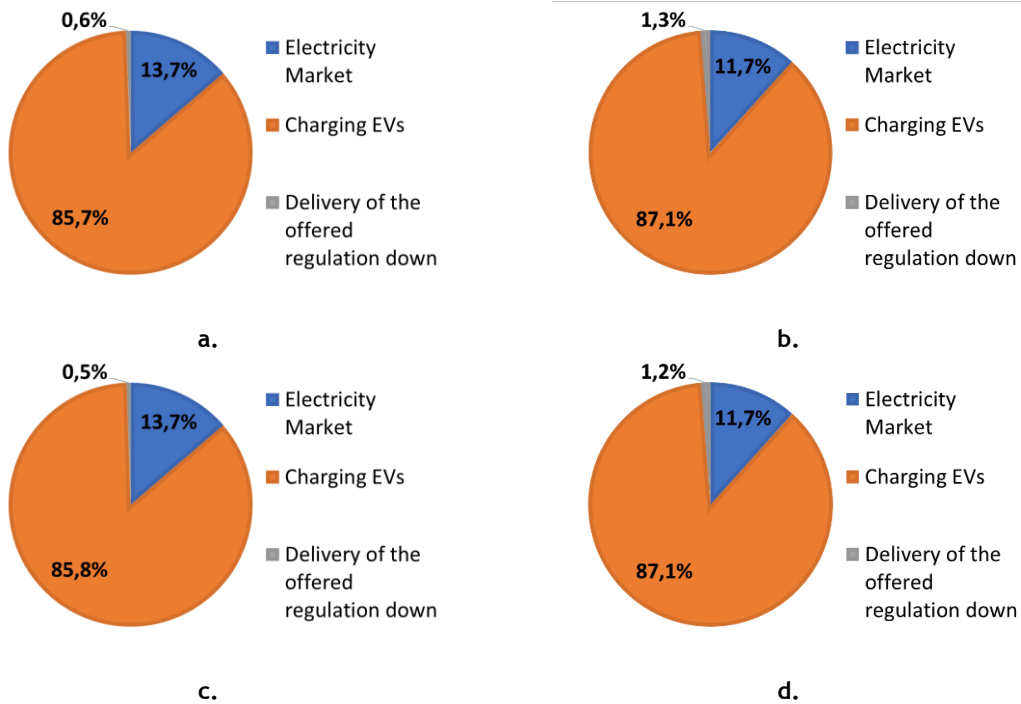 0,6%
13,7%
85,7%
Electricity
Market
Charging EVs
Delivery of the
offered
regulation down
a.
1,3%
11,7%
87,1%
Electricity
Market
Charging EVs
Delivery of the
offered
regulation down
b.
0,5%
13,7%
85,8%
Electricity
Market
Charging EVs
Delivery of the
offered
regulation down
c.
1,2%
11,7%
87,1%
Electricity
Market
Charging EVs
Delivery of the
offered
regulation down
d.